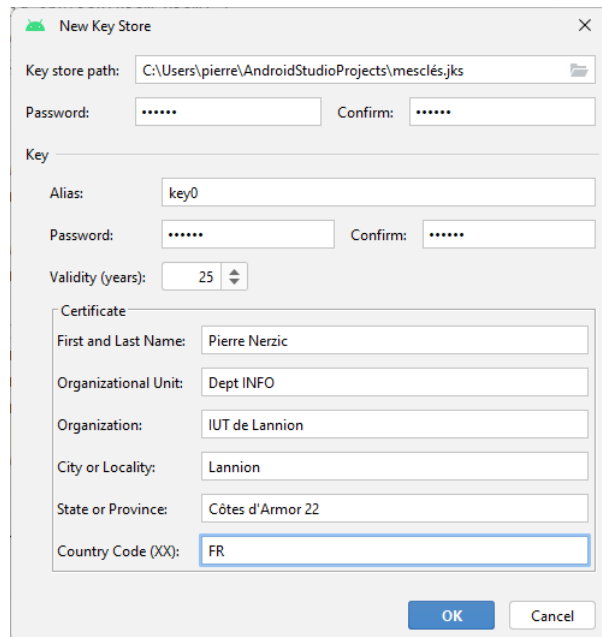 New Key Store
Key store path: C:\Users\pierre\AndroidStudioProjects\mesclés.jks
Password: •••••• Confirm: ••••••
Key
Alias: key0
Password: •••••• Confirm: ••••••
Validity (years): 25
Certificate
First and Last Name: Pierre Nerzic
Organizational Unit: Dept INFO
Organization: IUT de Lannion
City or Locality: Lannion
State or Province: Côtes d'Armor 22
Country Code (XX): FR
OK Cancel